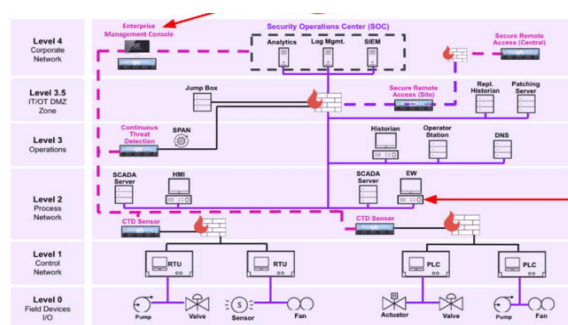 Enterprise
Management Console
Security Operations Center (SOC)
Analytics
Log Mgmt.
SIEM
Secure Remote
Access (Central)
Level 4
Corporate
Network
Level 3.5
IT/OT DMZ
Zone
Jump Box
Secure Remote
Access (Site)
Repl.
Historian
Patching
Server
Level 3
Operations
Continuous
Threat
Detection
SPAN
Historian
Operator
Station
DNS
Level 2
Process
Network
SCADA
Server
HMI
SCADA
Server
EW
CTD Sensor
CTD Sensor
Level 1
Control
Network
RTU
RTU
PLC
PLC
Level 0
Field Devices
I/O
Pump
Valve
S
Sensor
Fan
Actuator
Valve
Pump
Fan